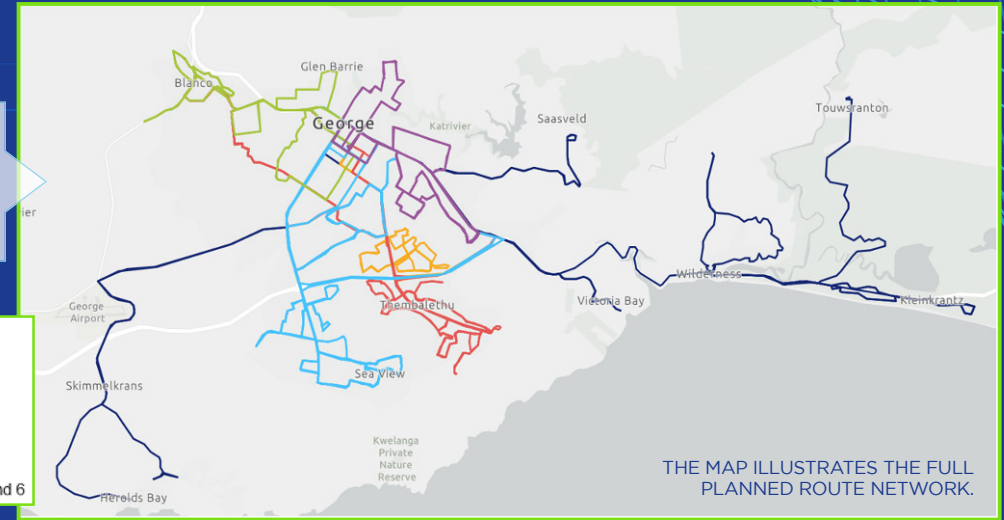 Glen Barrie
Blanco
Touwsranton
George
Saasveld
Katrivier
ier
Wilderness
Victoria Bay
Kleinkrantz
George
Airport
Thembalethu
Sea View
Skimmelkrans
Kwelanga
Private
Nature
Reserve
THE MAP ILLUSTRATES THE FULL
PLANNED ROUTE NETWORK.
nd 6
Herolds Bay